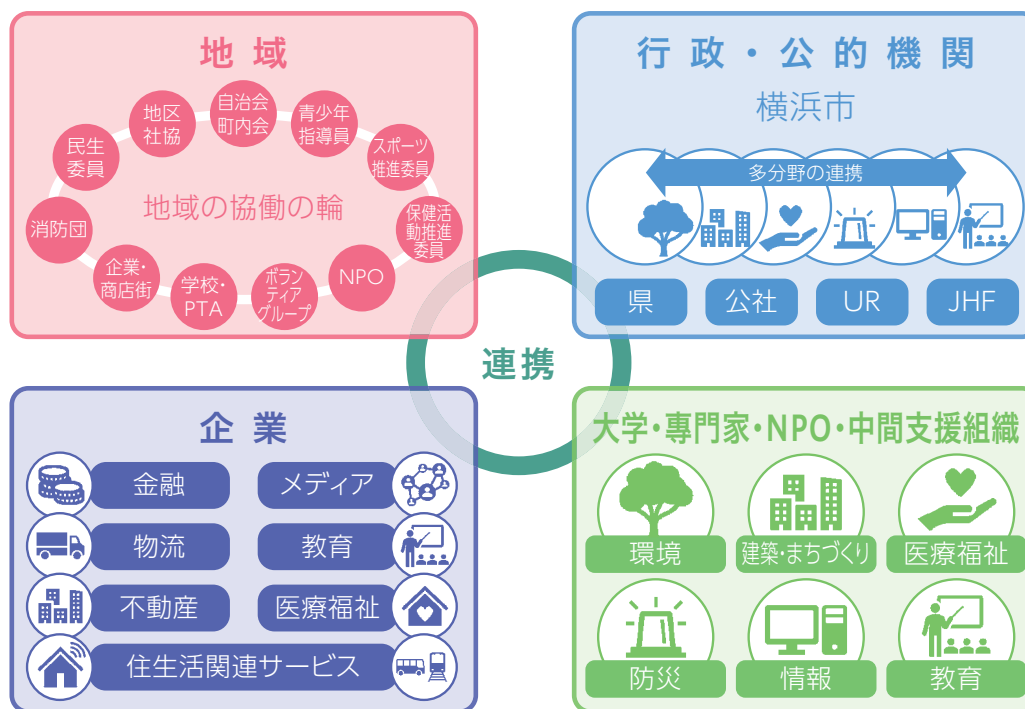 地域
自治会
町内会
青少年
指導員
スポーツ
推進委員
保健活
動推進
委員
NPO
ボラン
ティア
グループ
学校・
PTA
企業・
商店街
消防団
民生
委員
地区
社協
地域の協働の輪
行政・公的機関
横浜市
多分野の連携
県
公社
UR
JHF
連携
企業
金融
メディア
物流
教育
不動産
医療福祉
住生活関連サービス
大学・専門家・NPO・中間支援組織
環境
建築・まちづくり
医療福祉
防災
情報
教育